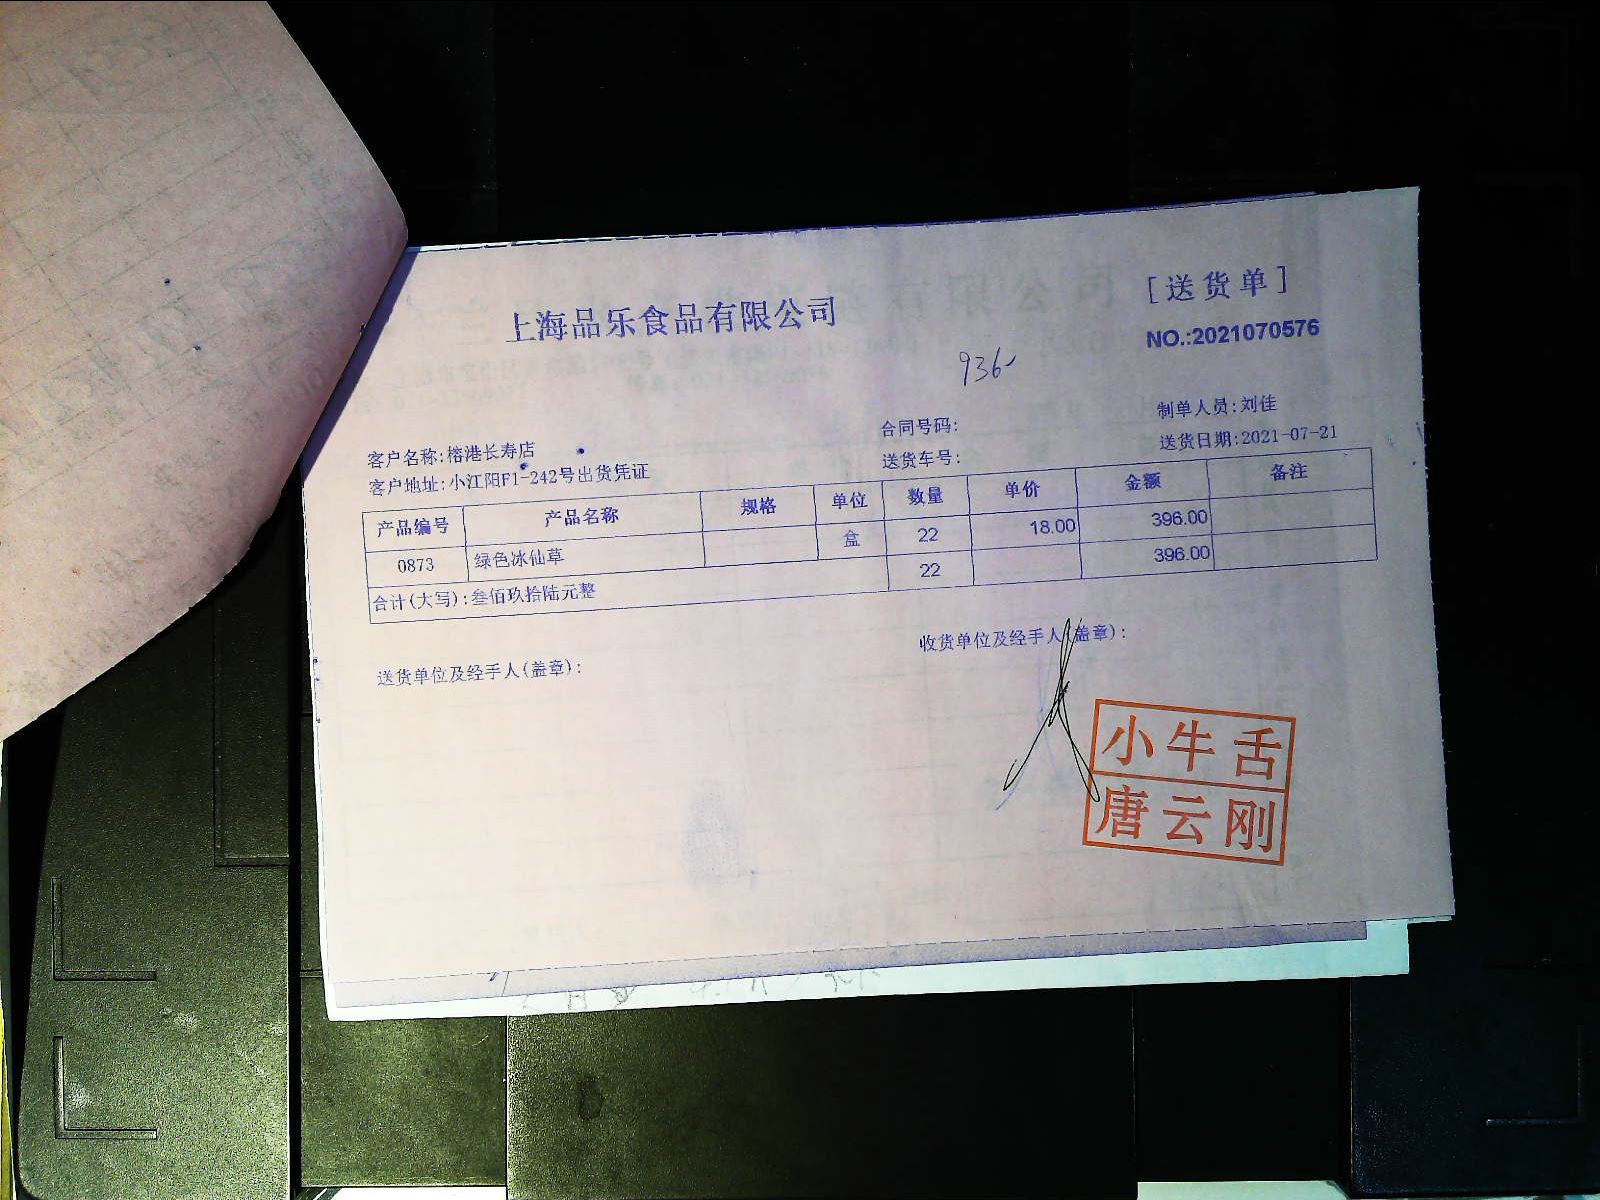 上海品乐食品有限公司
[送货单]
NO.:2021070576
936-
制单人员:刘佳
合同号码:
客户名称:榕港长寿店
送货日期:2021-07-21
送货车号:
客户地址:小江阳F1-242号出货凭证
产品编号 产品名称 规格 单位 数量 单价 金额 备注
0873 绿色冰仙草 盒 22 18.00 396.00
合计(大写):叁佰玖拾陆元整 22 396.00
收货单位及经手人(盖章):
送货单位及经手人(盖章):
小牛舌
唐云刚